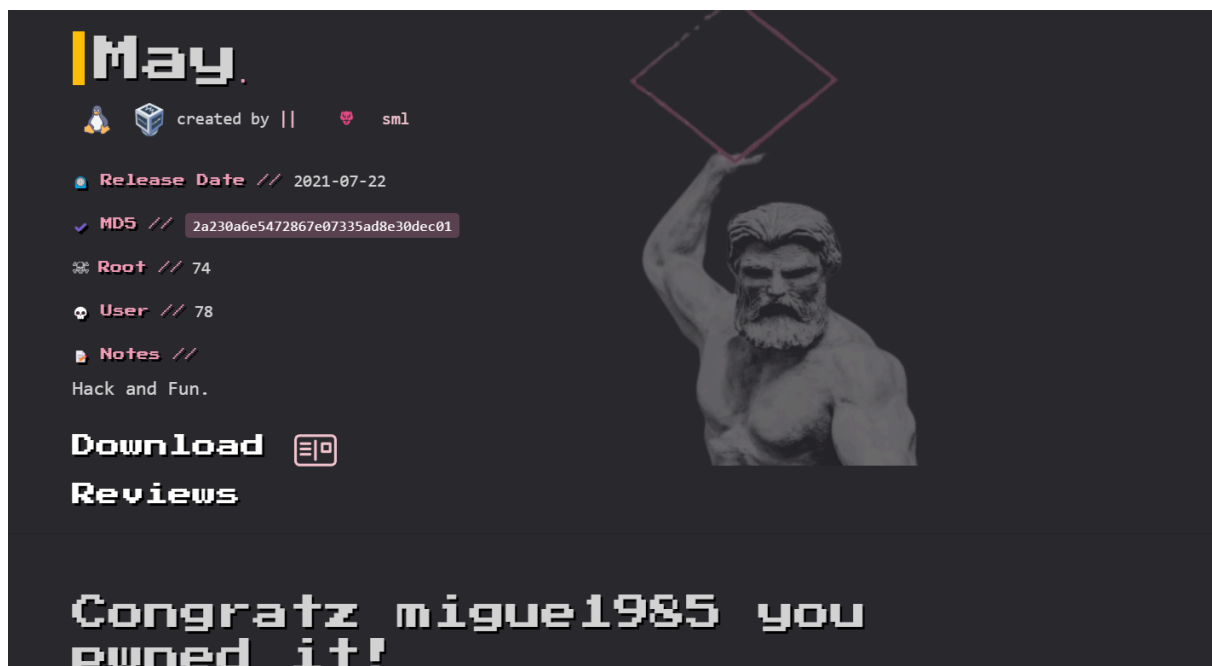 May.
created by || sml
Release Date // 2021-07-22
MD5 // 2a230a6e5472867e07335ad8e30dec01
Root // 74
User // 78
Notes //
Hack and Fun.
Download
Reviews
Congratz migue1985 you
pwned it!